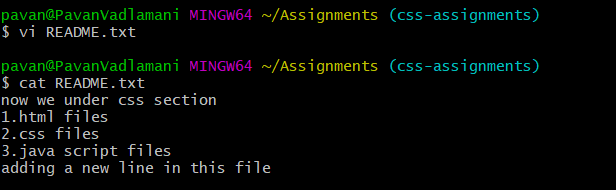 pavan@PavanVadlamani MINGW64 ~/Assignments (css-assignments)
$ vi README.txt
pavan@PavanVadlamani MINGW64 ~/Assignments (css-assignments)
$ cat README.txt
now we under css section
1.html files
2.css files
3.java script files
adding a new line in this file